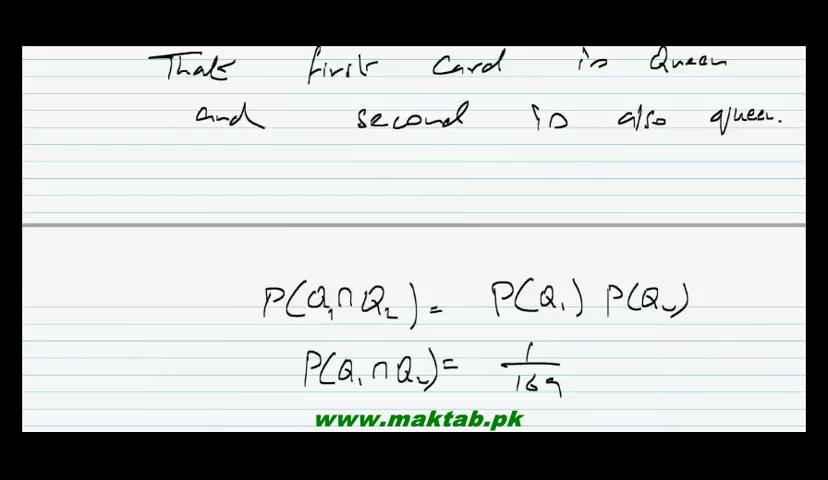 That first card is Queen
and second is also queen.
P(Q₁ ∩ Q₂) = P(Q₁) P(Q₂)
P(Q₁ ∩ Q₂) = 1/169
www.maktab.pk